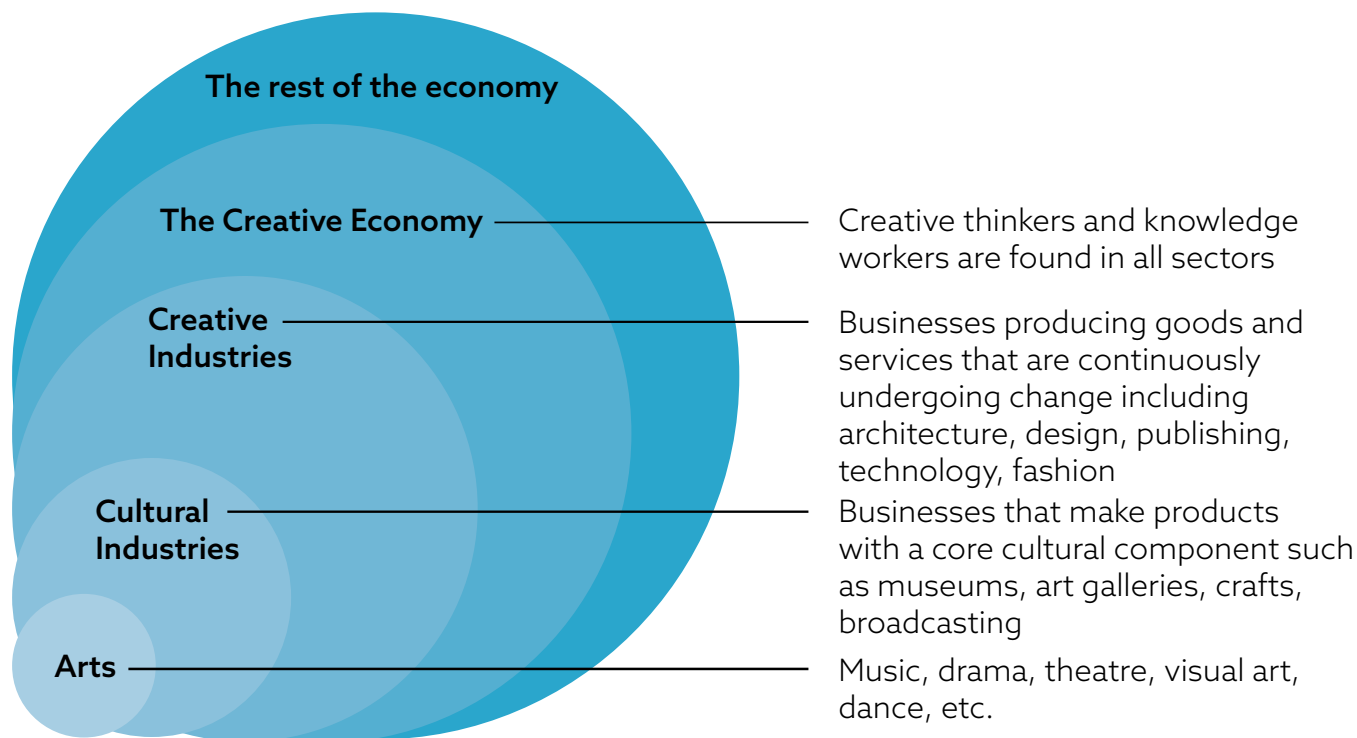 The rest of the economy
The Creative Economy
Creative thinkers and knowledge
workers are found in all sectors
Creative
Industries
Businesses producing goods and
services that are continuously
undergoing change including
architecture, design, publishing,
technology, fashion
Cultural
Industries
Businesses that make products
with a core cultural component such
as museums, art galleries, crafts,
broadcasting
Arts
Music, drama, theatre, visual art,
dance, etc.